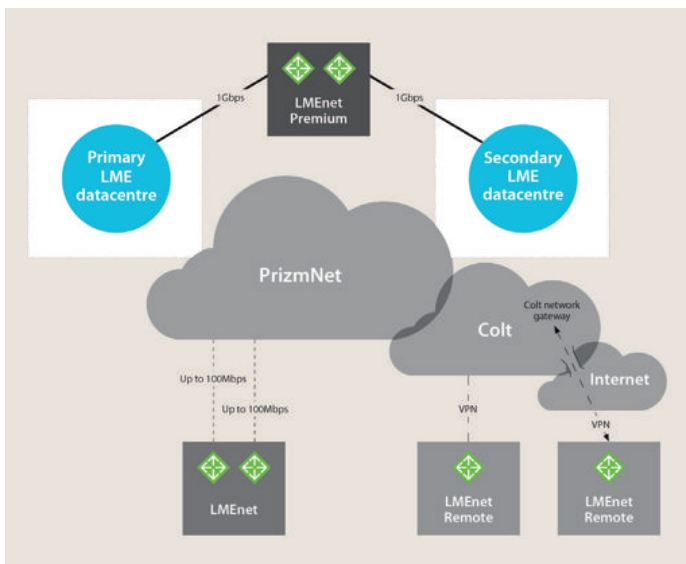 1Gbps
LMEnet
Premium
1Gbps
Primary
LME
datacentre
Secondary
LME
datacentre
PrizmNet
Colt network
gateway
Colt
Internet
Up to 100Mbps
Up to 100Mbps
VPN
VPN
LMEnet
LMEnet
Remote
LMEnet
Remote